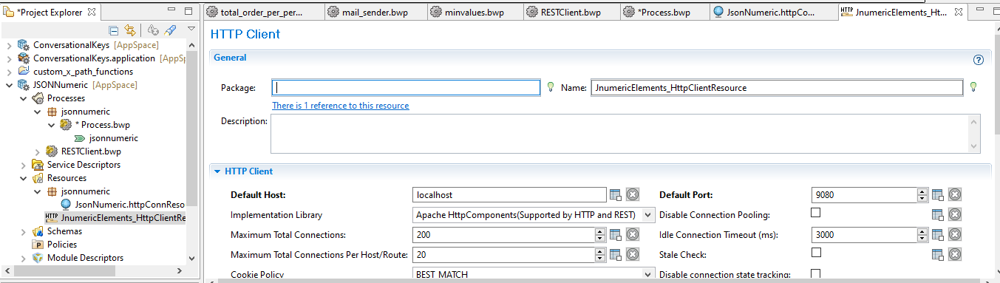 *Project Explorer
total_order_per_per... mail_sender.bwp minvalues.bwp RESTClient.bwp *Process.bwp JsonNumeric.httpCo... JnumericElements_Ht...
ConversationalKeys [AppSpace]
ConversationalKeys.application [AppSp
custom_x_path_functions
JSONNumeric [AppSpace]
Processes
jsonnumeric
* Process.bwp
jsonnumeric
RESTClient.bwp
Service Descriptors
Resources
jsonnumeric
JsonNumeric.httpConnReso
HTTP JnumericElements_HttpClientRe
Schemas
Policies
Module Descriptors
HTTP Client
General
Package: Name: JnumericElements_HttpClientResource
There is 1 reference to this resource
Description:
HTTP Client
Default Host: localhost Default Port: 9080
Implementation Library Apache HttpComponents(Supported by HTTP and REST) Disable Connection Pooling:
Maximum Total Connections: 200 Idle Connection Timeout (ms): 3000
Maximum Total Connections Per Host/Route: 20 Stale Check:
Cookie Policy BEST MATCH Disable connection state tracking: